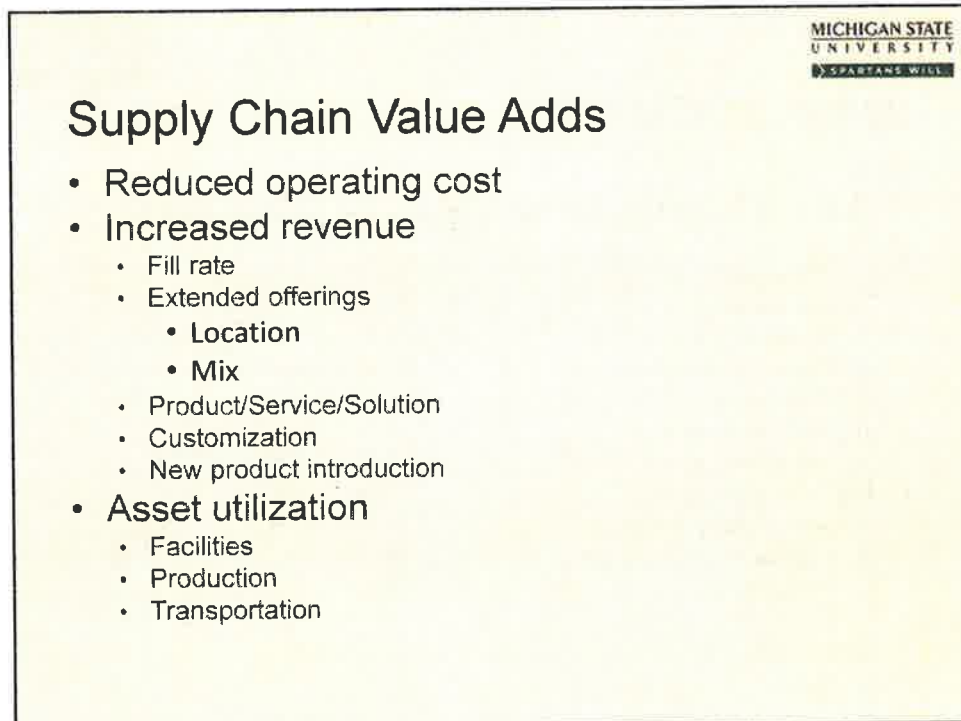 MICHIGAN STATE
UNIVERSITY
SPARTANS WILL
Supply Chain Value Adds
• Reduced operating cost
• Increased revenue
• Fill rate
• Extended offerings
• Location
• Mix
• Product/Service/Solution
• Customization
• New product introduction
• Asset utilization
• Facilities
• Production
• Transportation